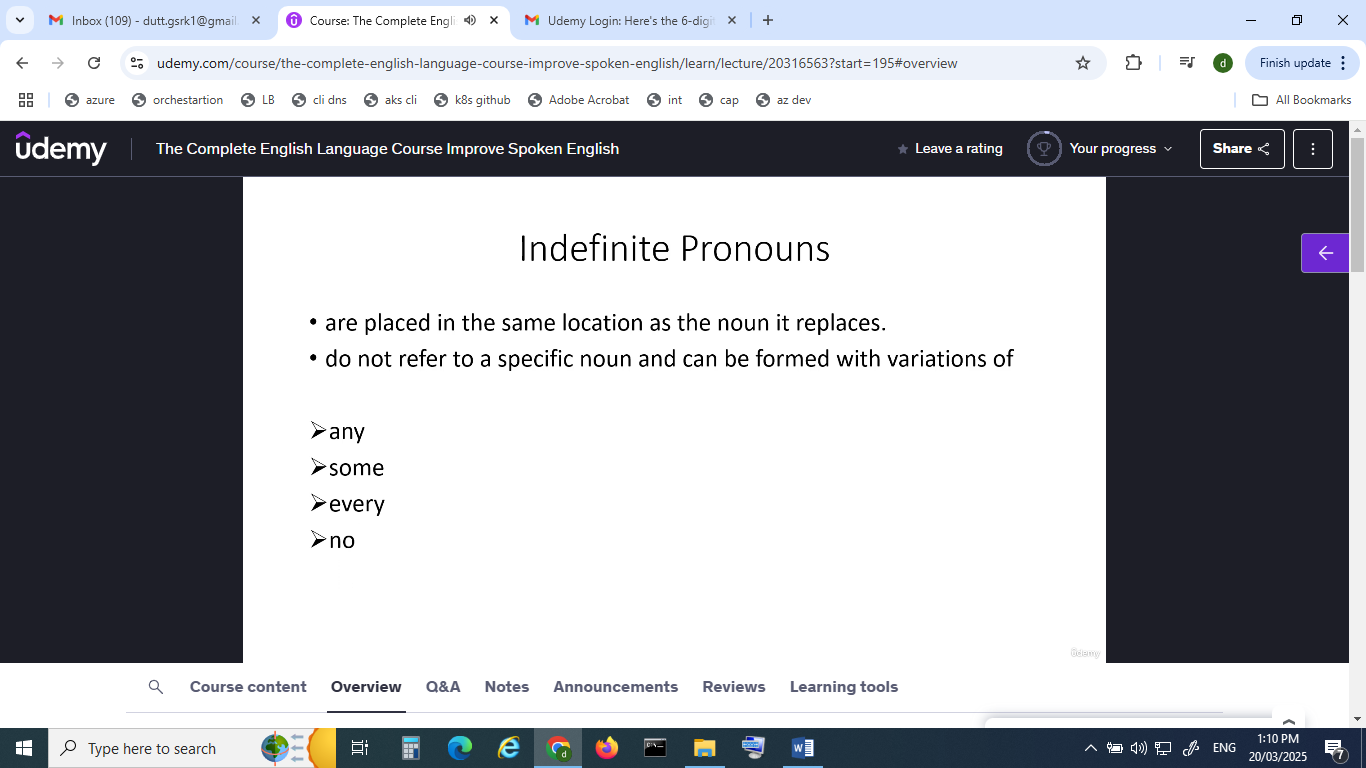 Inbox (109) - dutt.gsrk1@gmail
Course: The Complete Engli
Udemy Login: Here's the 6-digi
udemy.com/course/the-complete-english-language-course-improve-spoken-english/learn/lecture/20316563?start=195#overview
d
Finish update
azure
orchestartion
LB
cli dns
aks cli
k8s github
Adobe Acrobat
int
cap
az dev
All Bookmarks
udemy
The Complete English Language Course Improve Spoken English
Leave a rating
Your progress
Share
Indefinite Pronouns
• are placed in the same location as the noun it replaces.
• do not refer to a specific noun and can be formed with variations of
➢any
➢some
➢every
➢no
udemy
Course content
Overview
Q&A
Notes
Announcements
Reviews
Learning tools
Type here to search
ENG
1:10 PM
20/03/2025
7